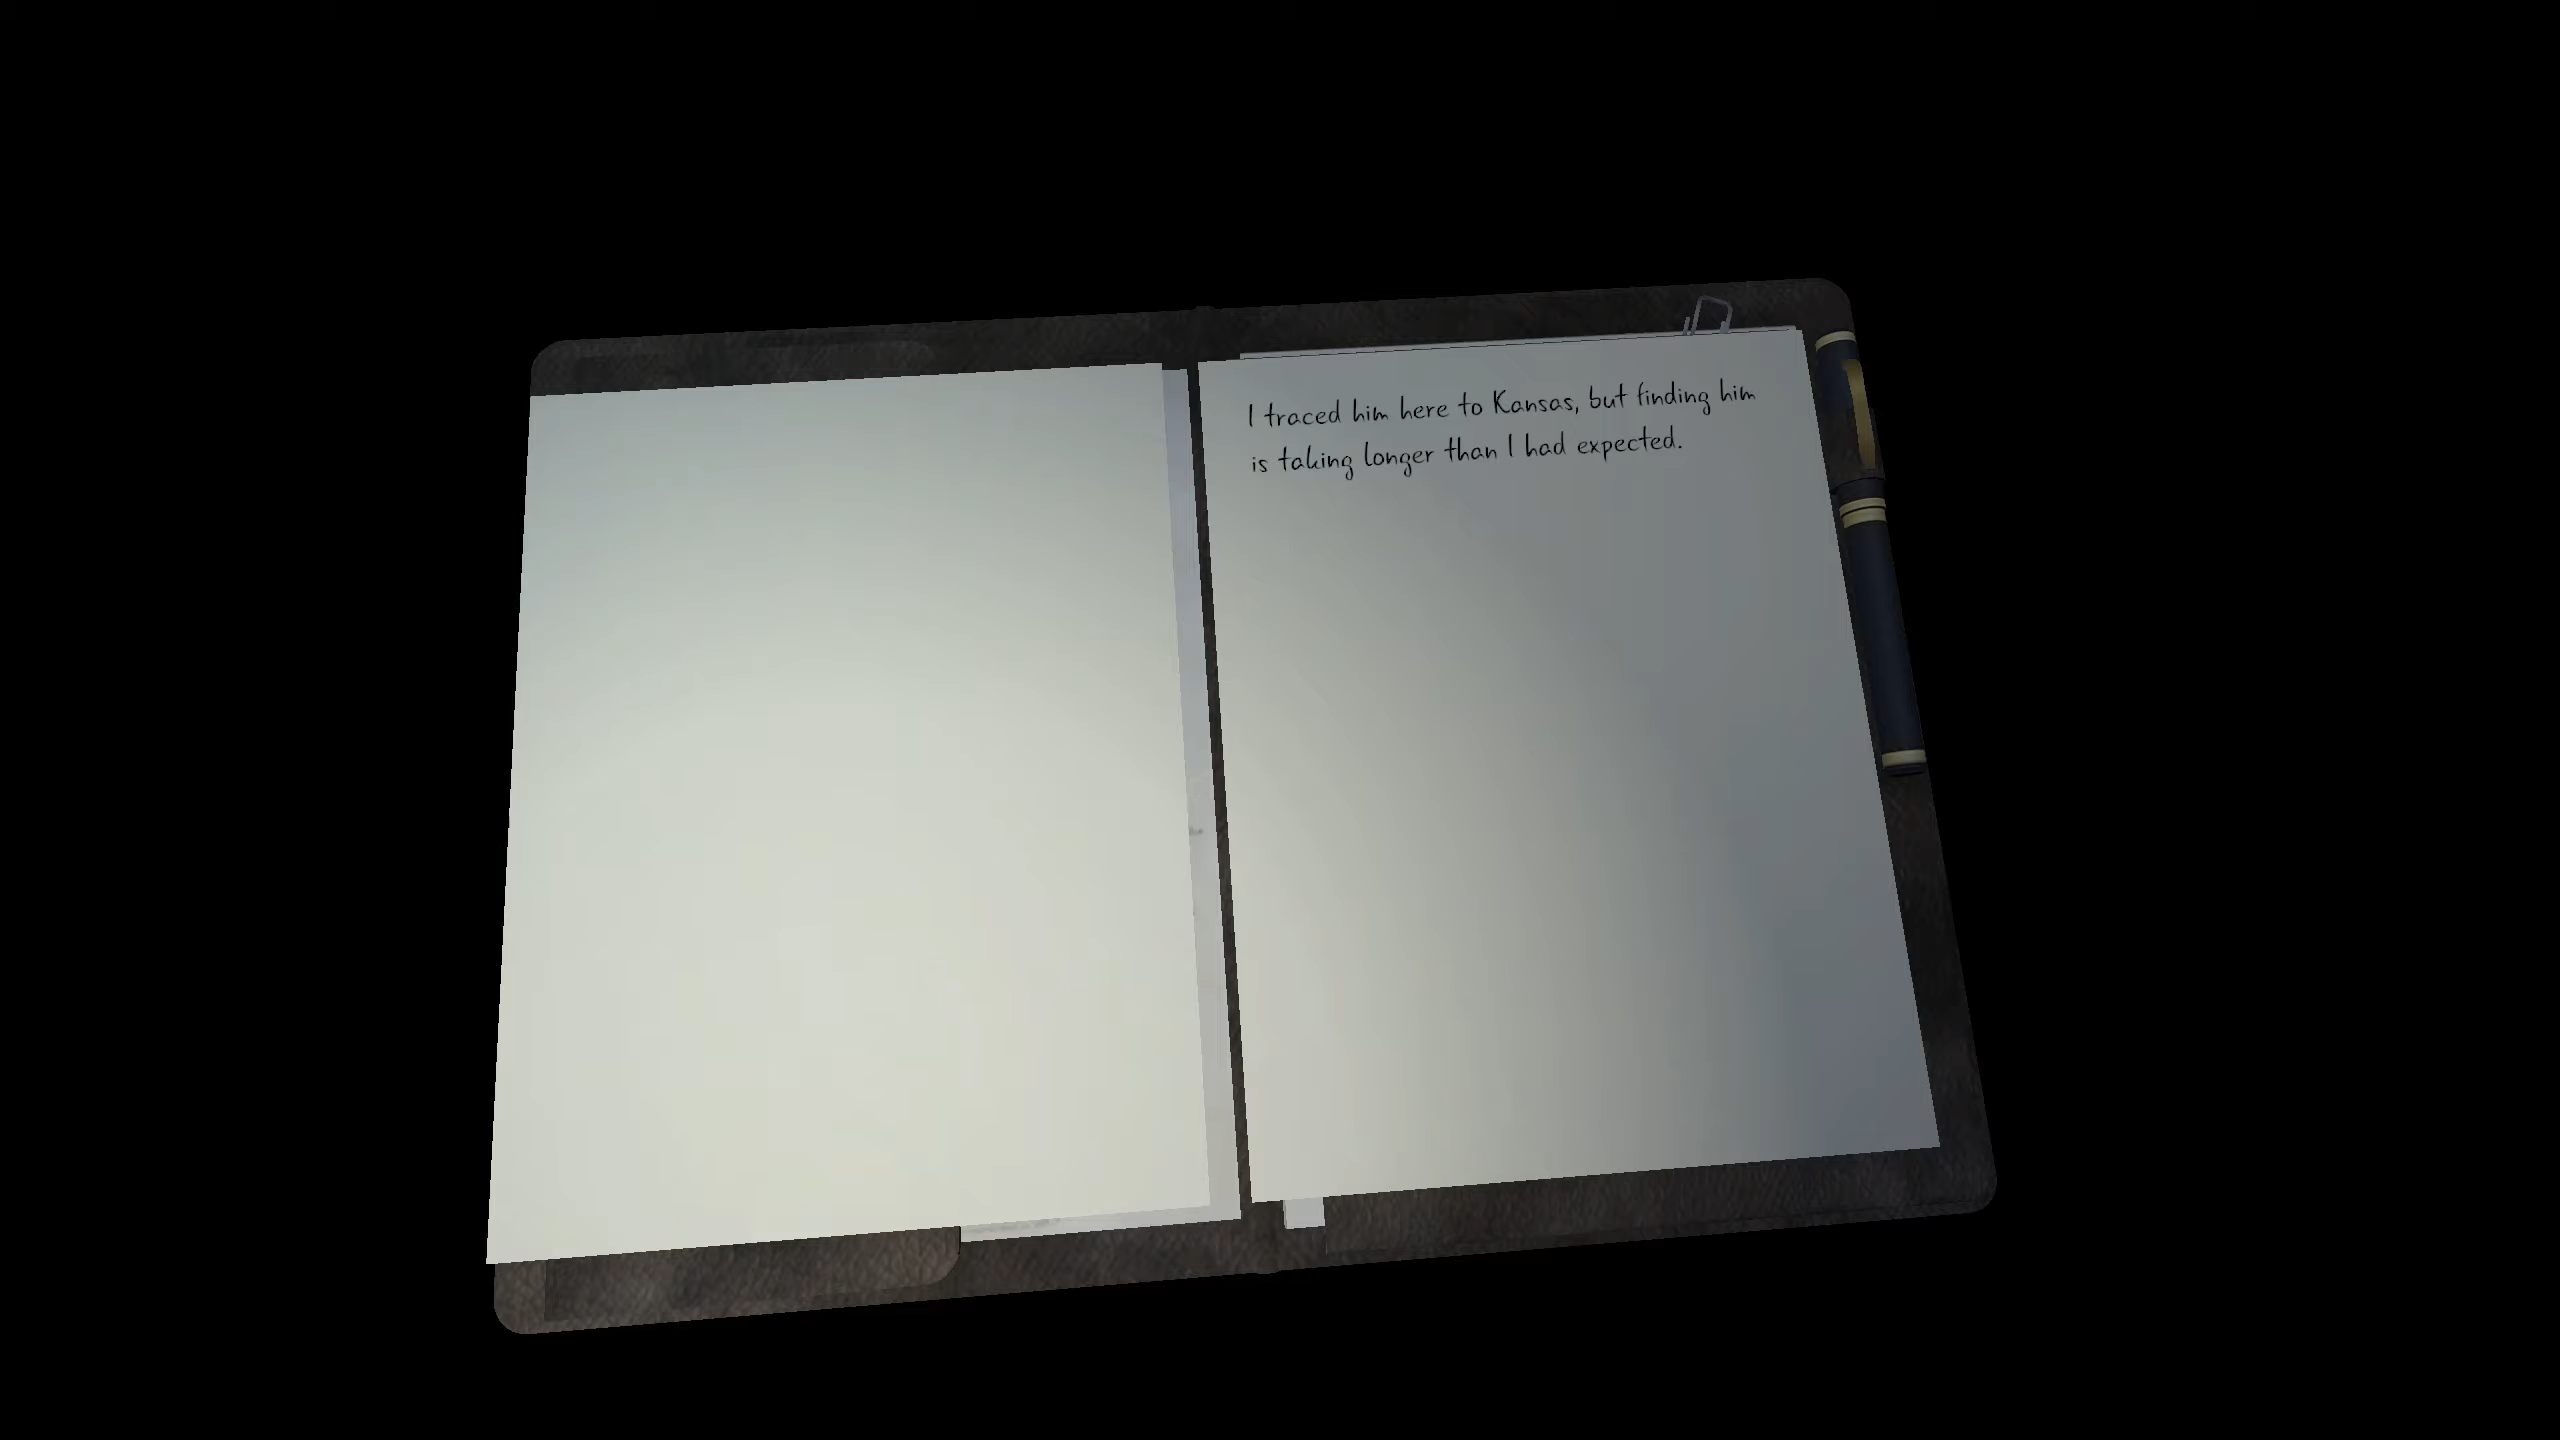 I traced him here to Kansas, but finding him
is taking longer than I had expected.